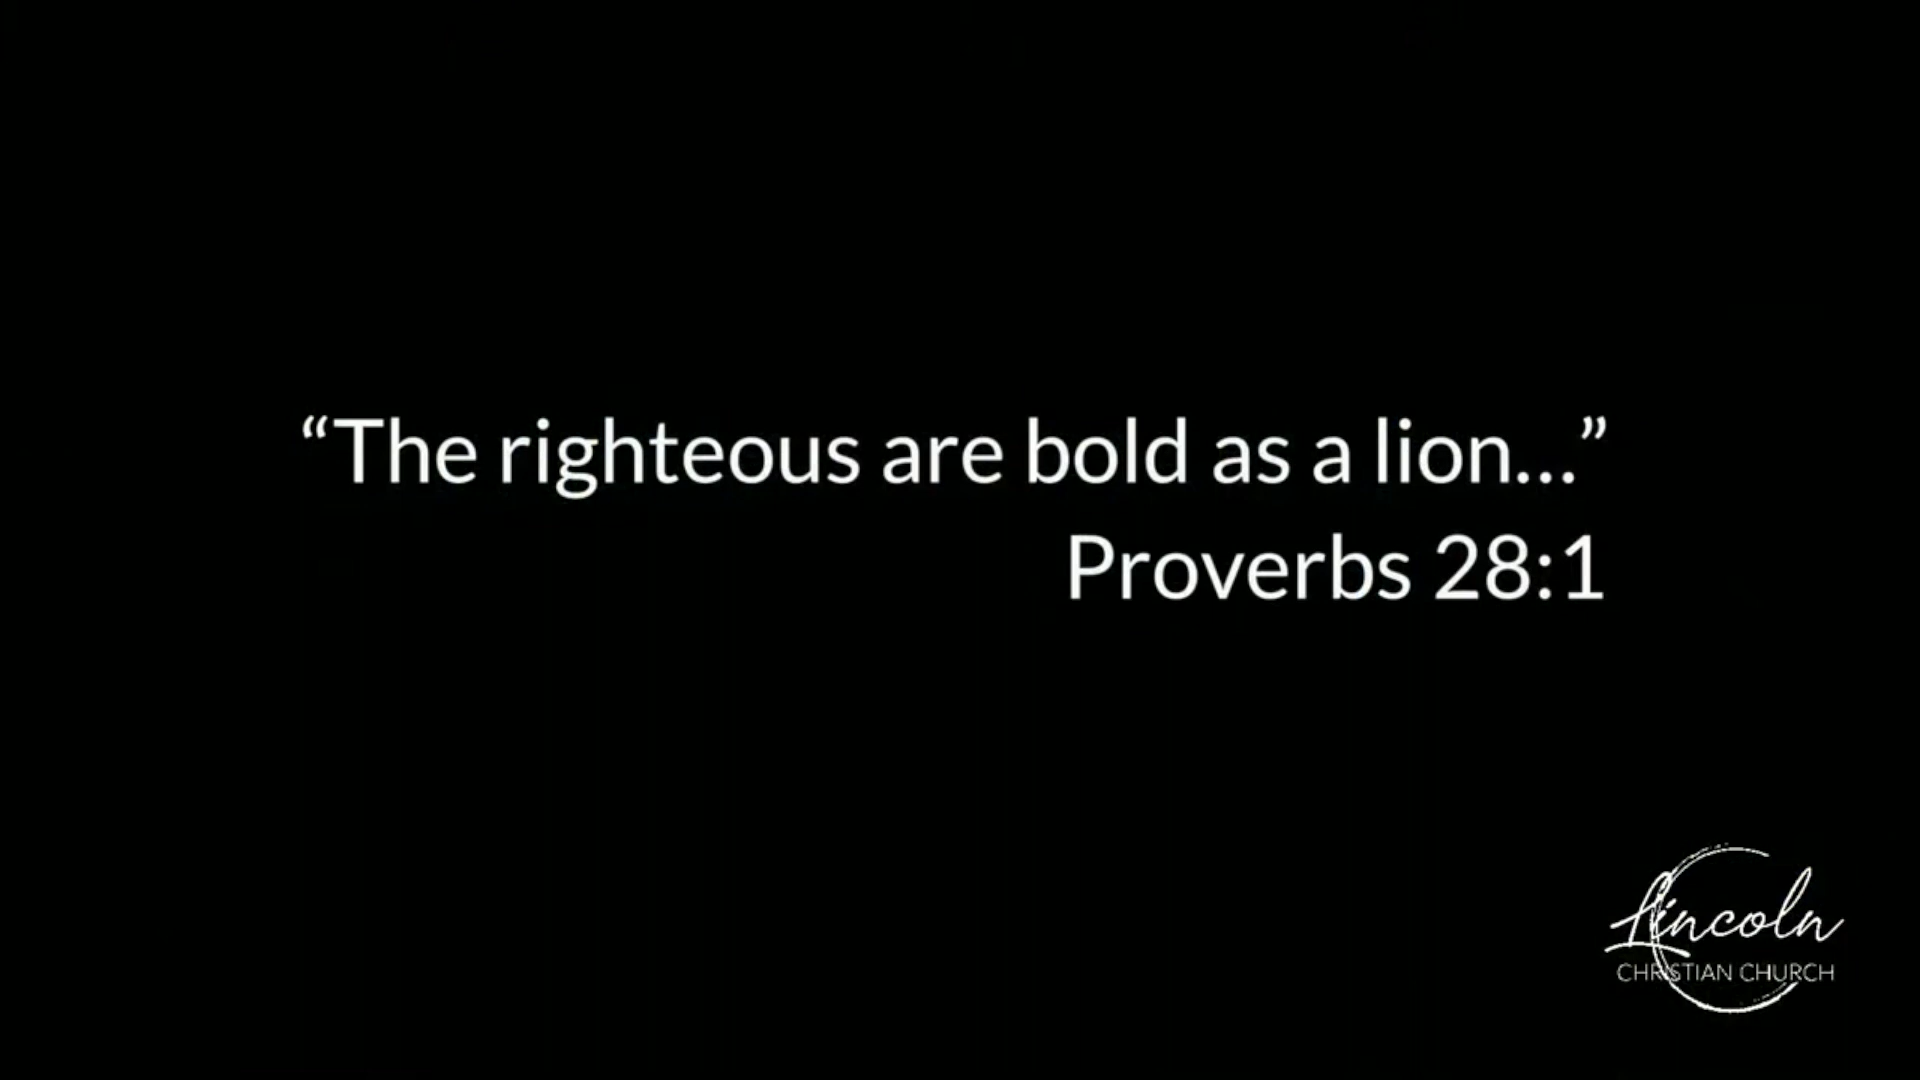 “The righteous are bold as a lion...”
Proverbs 28:1
Lincoln
CHRISTIAN CHURCH